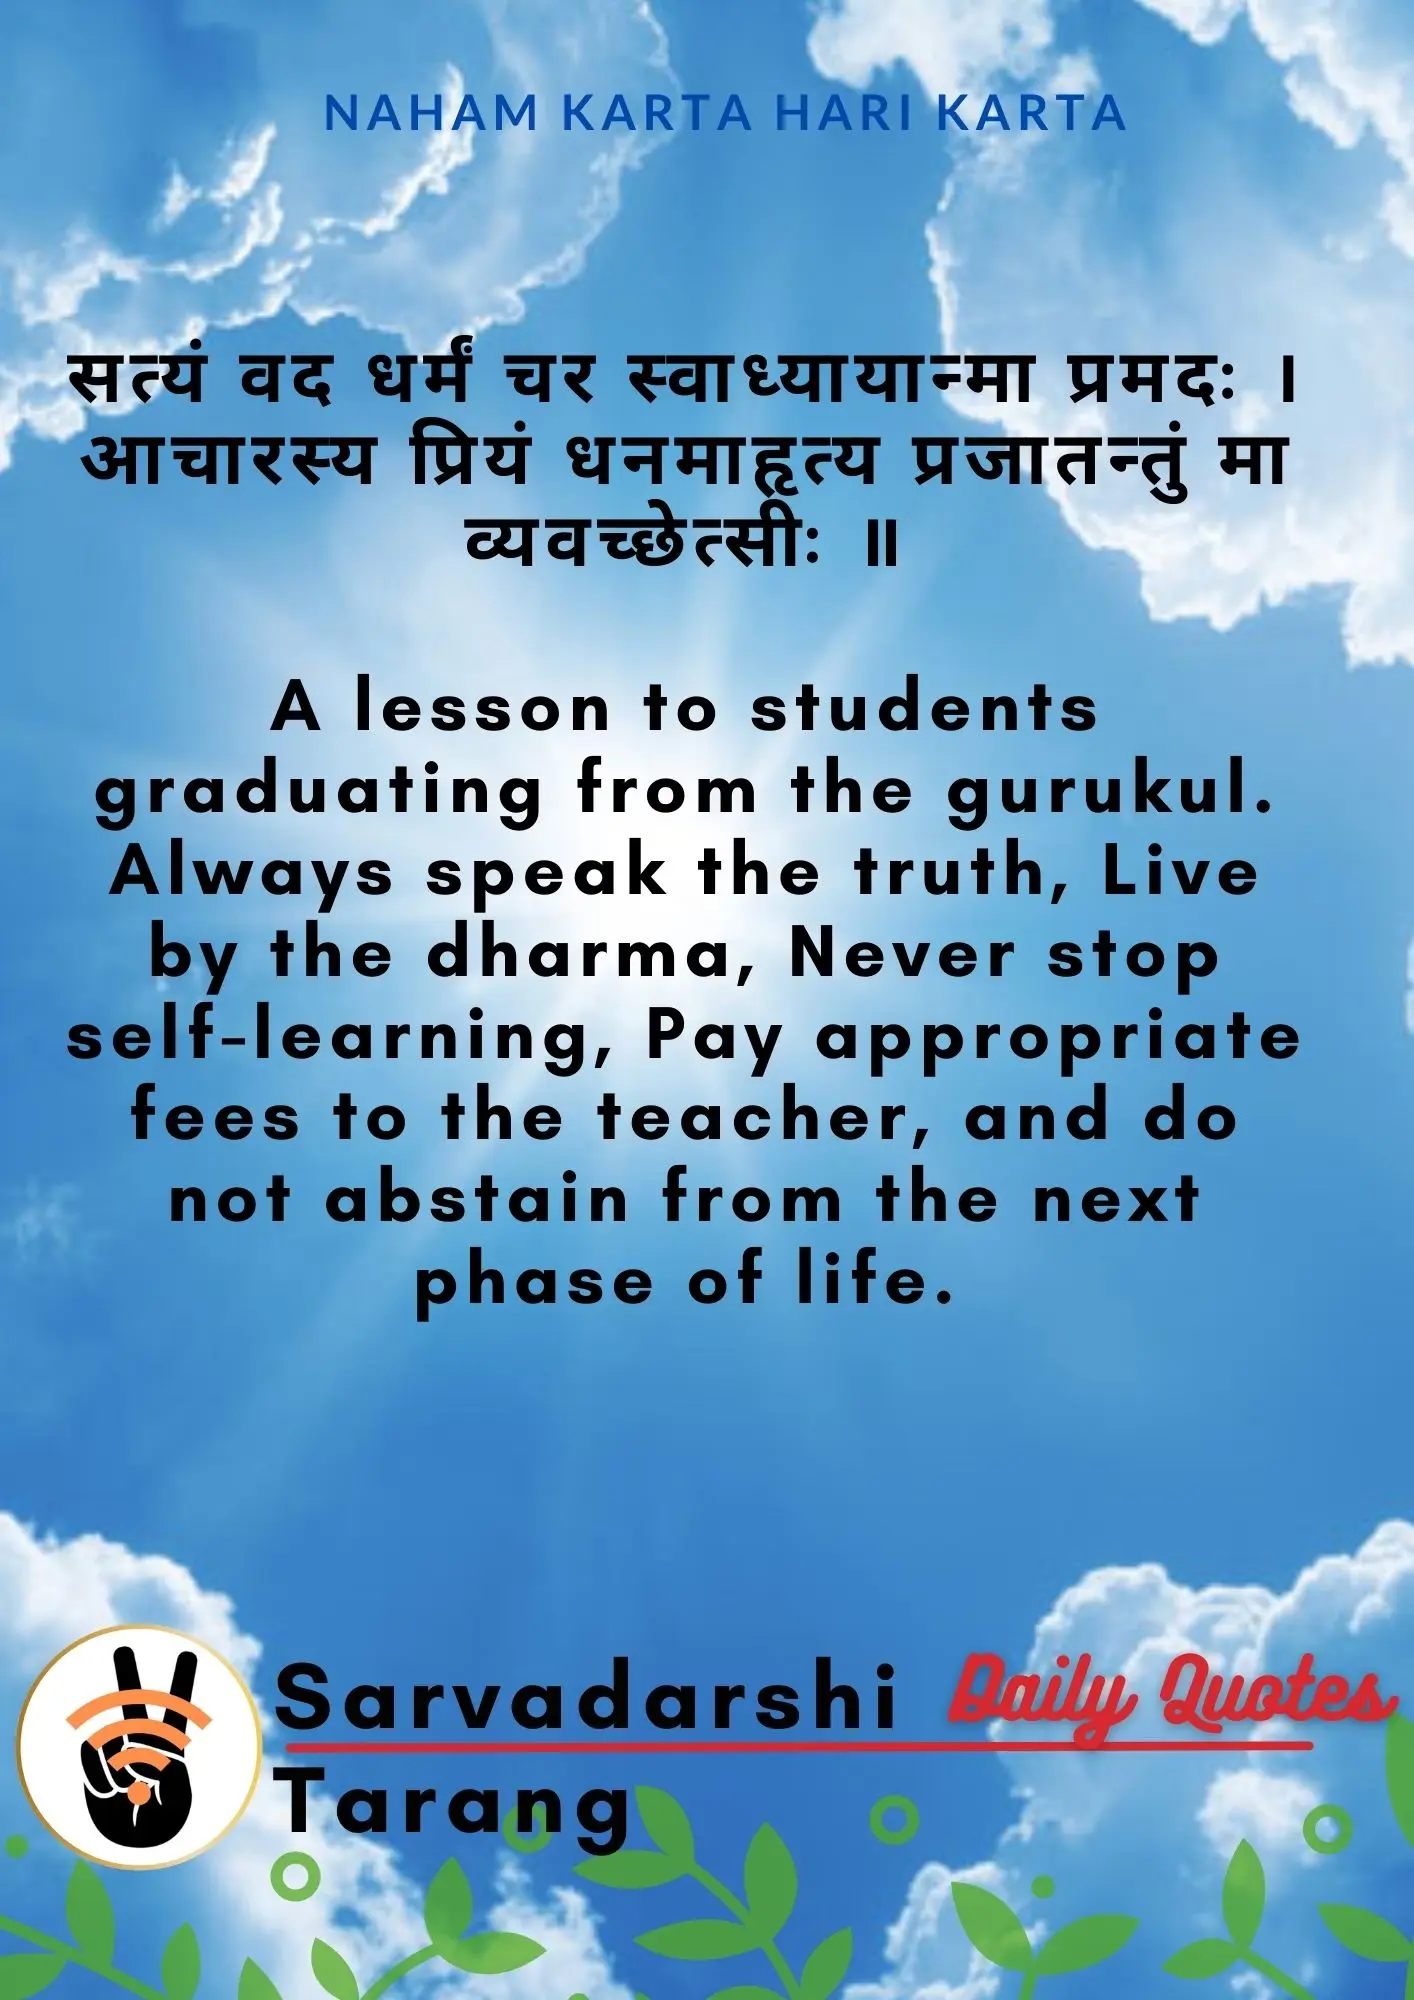 NAHAM KARTA HARI KARTA
सत्यं वद धर्मं चर स्वाध्यायान्मा प्रमदः ।
आचारस्य प्रियं धनमाहृत्य प्रजातन्तुं मा
व्यवच्छेत्सीः ॥
A lesson to students
graduating from the gurukul.
Always speak the truth, Live
by the dharma, Never stop
self-learning, Pay appropriate
fees to the teacher, and do
not abstain from the next
phase of life.
Sarvadarshi
Daily Quotes
Tarang